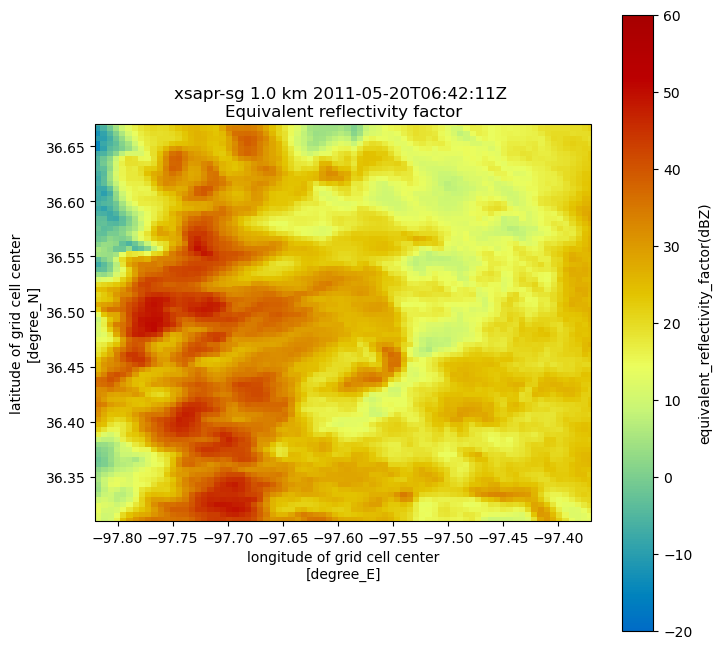 xsapr-sg 1.0 km 2011-05-20T06:42:11Z
Equivalent reflectivity factor
36.65
36.60
36.55
36.50
36.45
36.40
36.35
latitude of grid cell center
[degree_N]
−97.80 −97.75 −97.70 −97.65 −97.60 −97.55 −97.50 −97.45 −97.40
longitude of grid cell center
[degree_E]
60
50
40
30
20
10
0
−10
−20
equivalent_reflectivity_factor(dBZ)